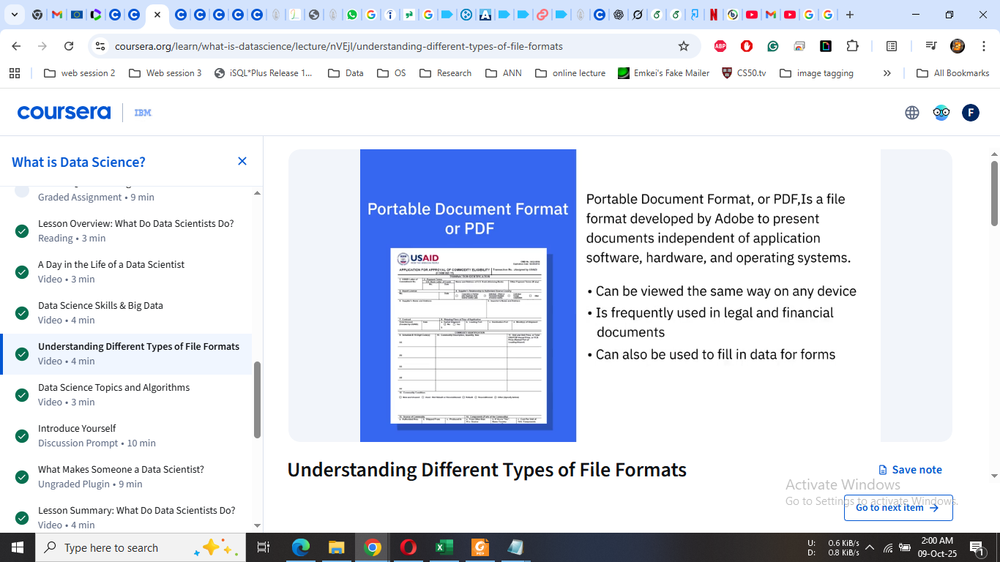 coursera.org/learn/what-is-datascience/lecture/nVEjI/understanding-different-types-of-file-formats
web session 2
Web session 3
iSQL*Plus Release 1...
Data
OS
Research
ANN
online lecture
Emkei's Fake Mailer
CS50.tv
image tagging
All Bookmarks
coursera
IBM
F
What is Data Science?
Graded Assignment • 9 min
Lesson Overview: What Do Data Scientists Do?
Reading • 3 min
A Day in the Life of a Data Scientist
Video • 3 min
Data Science Skills & Big Data
Video • 4 min
Understanding Different Types of File Formats
Video • 4 min
Data Science Topics and Algorithms
Video • 3 min
Introduce Yourself
Discussion Prompt • 10 min
What Makes Someone a Data Scientist?
Ungraded Plugin • 9 min
Lesson Summary: What Do Data Scientists Do?
Video • 4 min
Portable Document Format
or PDF
USAID
APPLICATION FOR APPROVAL OF COMMODITY ELIGIBILITY
TRANSACTION IDENTIFICATION
Portable Document Format, or PDF,Is a file
format developed by Adobe to present
documents independent of application
software, hardware, and operating systems.
• Can be viewed the same way on any device
• Is frequently used in legal and financial
documents
• Can also be used to fill in data for forms
Understanding Different Types of File Formats
Save note
Activate Windows
Go to Settings to activate Windows.
Go to next item
Type here to search
U: 0.6 KiB/s
D: 0.8 KiB/s
2:00 AM
09-Oct-25
1